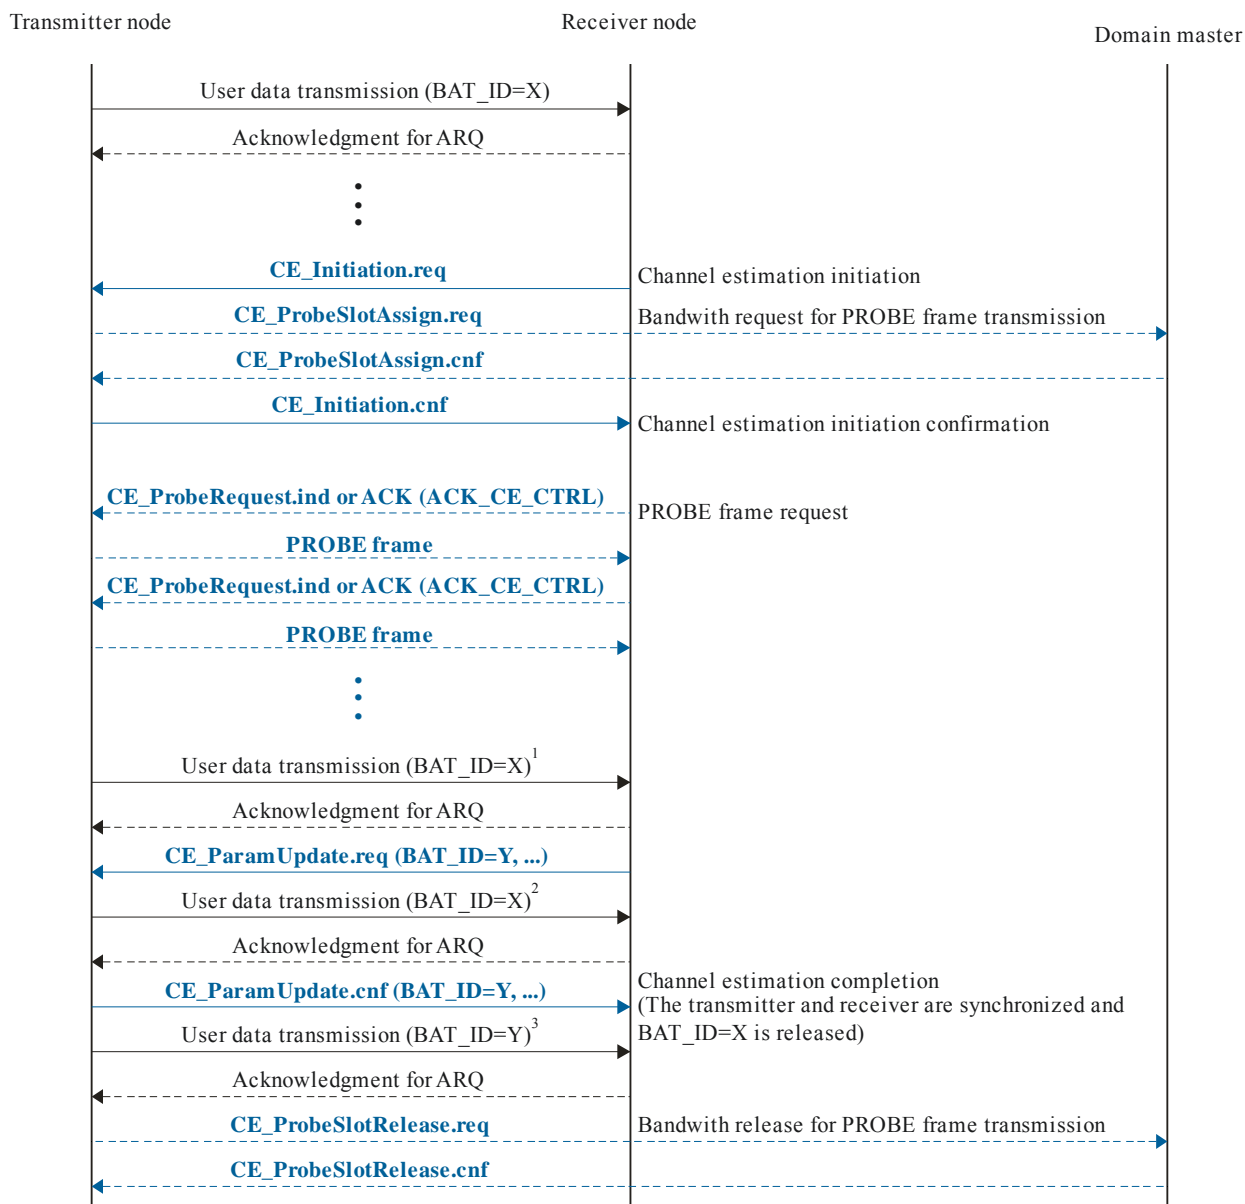 Transmitter node
Receiver node
Domain master
User data transmission (BAT_ID=X)
Acknowledgment for ARQ
CE_Initiation.req
Channel estimation initiation
CE_ProbeSlotAssign.req
Bandwith request for PROBE frame transmission
CE_ProbeSlotAssign.cnf
CE_Initiation.cnf
Channel estimation initiation confirmation
CE_ProbeRequest.ind or ACK (ACK_CE_CTRL)
PROBE frame request
PROBE frame
CE_ProbeRequest.ind or ACK (ACK_CE_CTRL)
PROBE frame
User data transmission (BAT_ID=X)1
Acknowledgment for ARQ
CE_ParamUpdate.req (BAT_ID=Y, ...)
User data transmission (BAT_ID=X)2
Acknowledgment for ARQ
CE_ParamUpdate.cnf (BAT_ID=Y, ...)
Channel estimation completion
(The transmitter and receiver are synchronized and
BAT_ID=X is released)
User data transmission (BAT_ID=Y)3
Acknowledgment for ARQ
CE_ProbeSlotRelease.req
Bandwith release for PROBE frame transmission
CE_ProbeSlotRelease.cnf